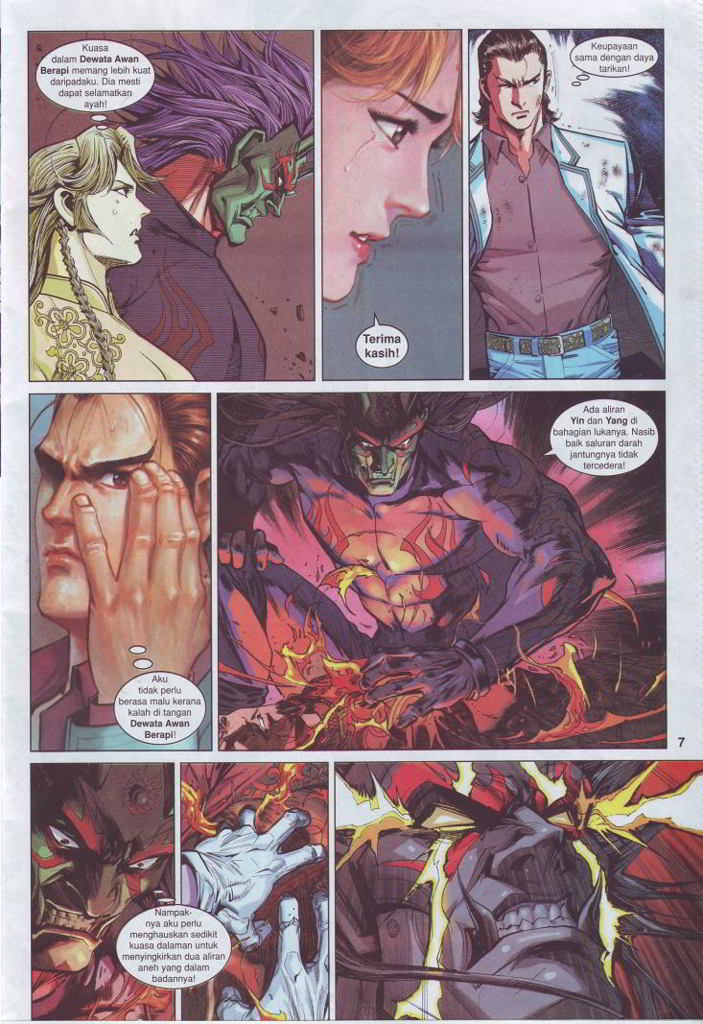 Kuasa
dalam Dewata Awan
Berapi memang lebih kuat
daripadaku. Dia mesti
dapat selamatkan
ayah!
Terima
kasih!
Keupayaan
sama dengan daya
tarikan!
Aku
tidak perlu
berasa malu kerana
kalah di tangan
Dewata Awan
Berapi!
Ada aliran
Yin dan Yang di
bahagian lukanya. Nasib
baik saluran darah
jantungnya tidak
tercedera!
7
Nampak-
nya aku perlu
menghauskan sedikit
kuasa dalaman untuk
menyingkirkan dua aliran
aneh yang dalam
badannya!